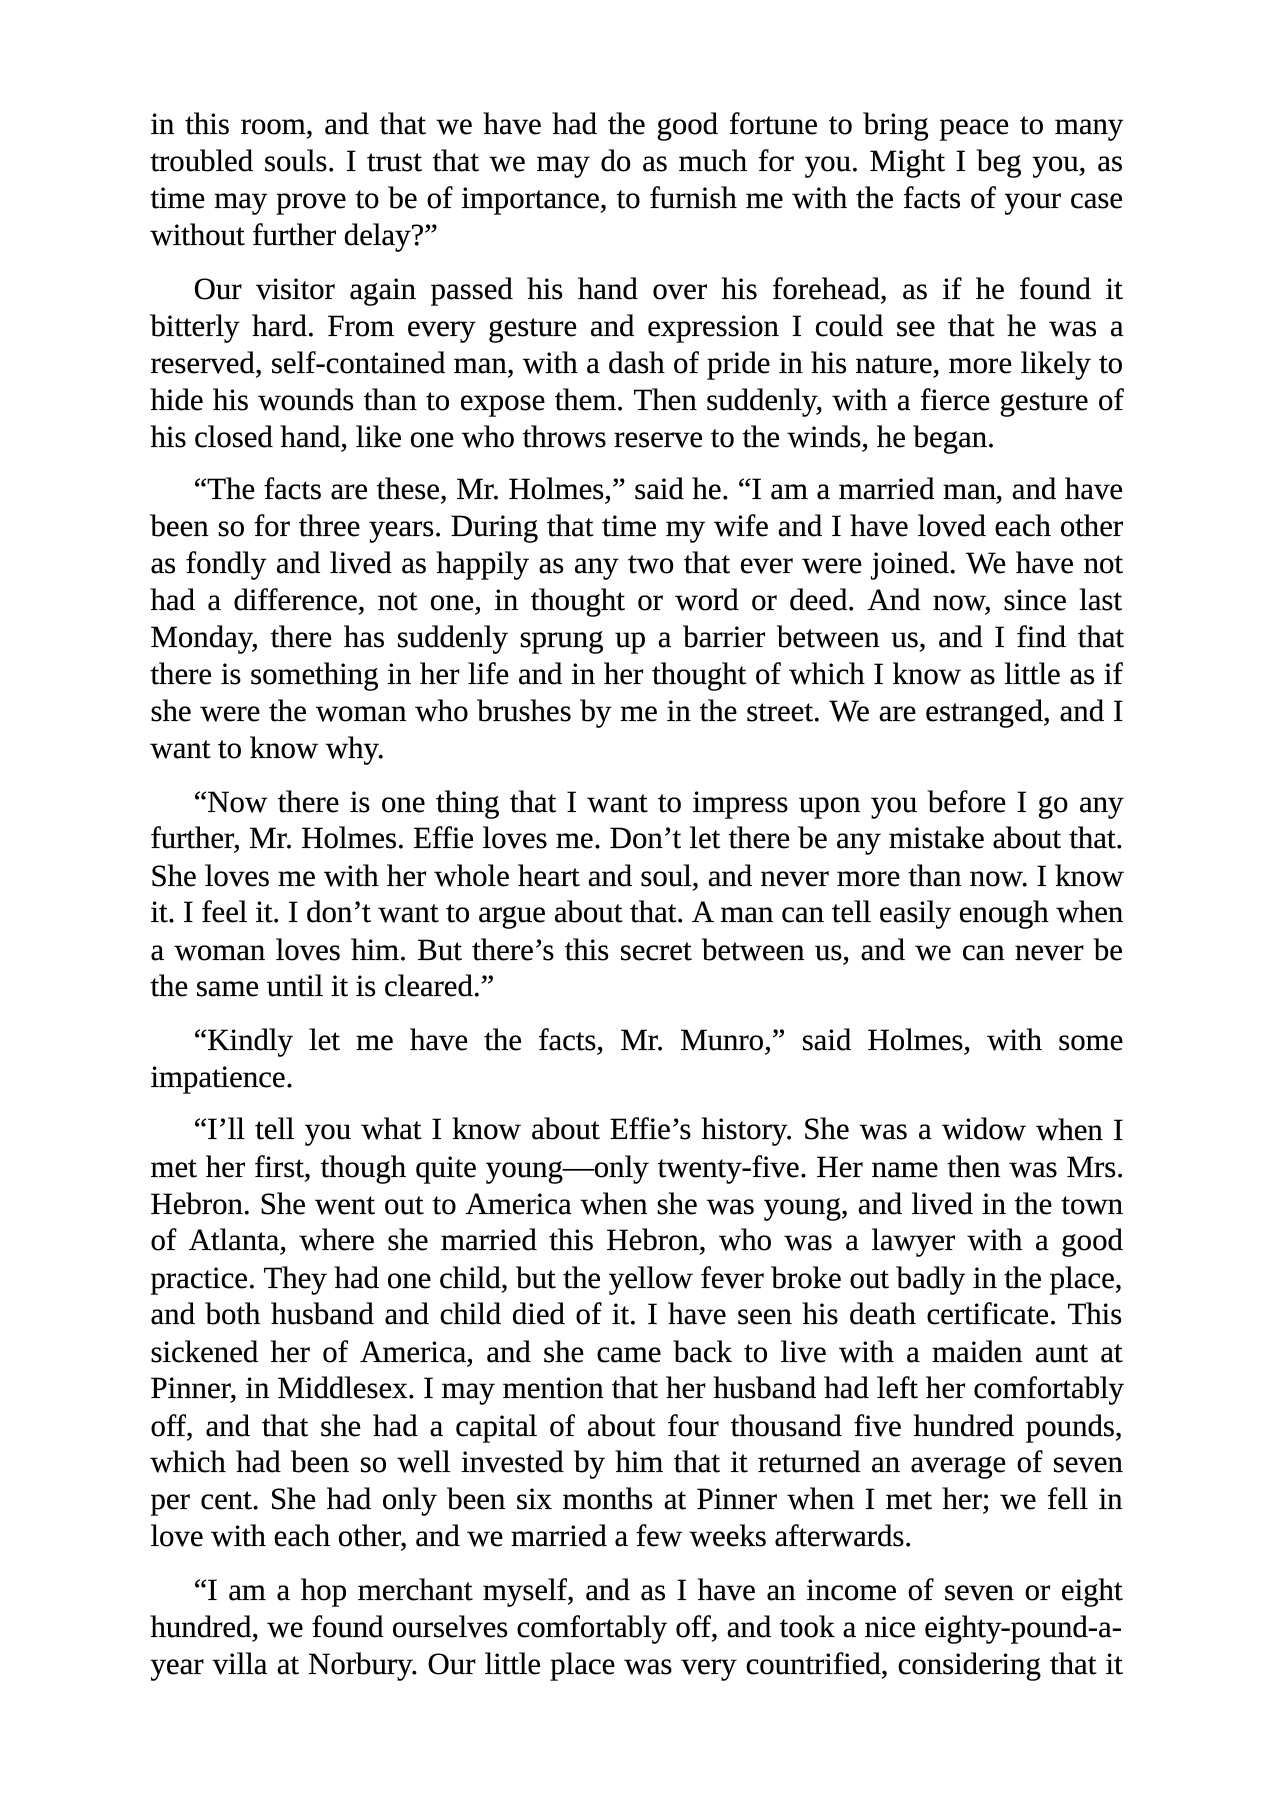 in this room, and that we have had the good fortune to bring peace to many
troubled souls. I trust that we may do as much for you. Might I beg you, as
time may prove to be of importance, to furnish me with the facts of your case
without further delay?”
Our visitor again passed his hand over his forehead, as if he found it
bitterly hard. From every gesture and expression I could see that he was a
reserved, self-contained man, with a dash of pride in his nature, more likely to
hide his wounds than to expose them. Then suddenly, with a fierce gesture of
his closed hand, like one who throws reserve to the winds, he began.
“The facts are these, Mr. Holmes,” said he. “I am a married man, and have
been so for three years. During that time my wife and I have loved each other
as fondly and lived as happily as any two that ever were joined. We have not
had a difference, not one, in thought or word or deed. And now, since last
Monday, there has suddenly sprung up a barrier between us, and I find that
there is something in her life and in her thought of which I know as little as if
she were the woman who brushes by me in the street. We are estranged, and I
want to know why.
“Now there is one thing that I want to impress upon you before I go any
further, Mr. Holmes. Effie loves me. Don’t let there be any mistake about that.
She loves me with her whole heart and soul, and never more than now. I know
it. I feel it. I don’t want to argue about that. A man can tell easily enough when
a woman loves him. But there’s this secret between us, and we can never be
the same until it is cleared.”
“Kindly let me have the facts, Mr. Munro,” said Holmes, with some
impatience.
“I’ll tell you what I know about Effie’s history. She was a widow when I
met her first, though quite young—only twenty-five. Her name then was Mrs.
Hebron. She went out to America when she was young, and lived in the town
of Atlanta, where she married this Hebron, who was a lawyer with a good
practice. They had one child, but the yellow fever broke out badly in the place,
and both husband and child died of it. I have seen his death certificate. This
sickened her of America, and she came back to live with a maiden aunt at
Pinner, in Middlesex. I may mention that her husband had left her comfortably
off, and that she had a capital of about four thousand five hundred pounds,
which had been so well invested by him that it returned an average of seven
per cent. She had only been six months at Pinner when I met her; we fell in
love with each other, and we married a few weeks afterwards.
“I am a hop merchant myself, and as I have an income of seven or eight
hundred, we found ourselves comfortably off, and took a nice eighty-pound-a-
year villa at Norbury. Our little place was very countrified, considering that it